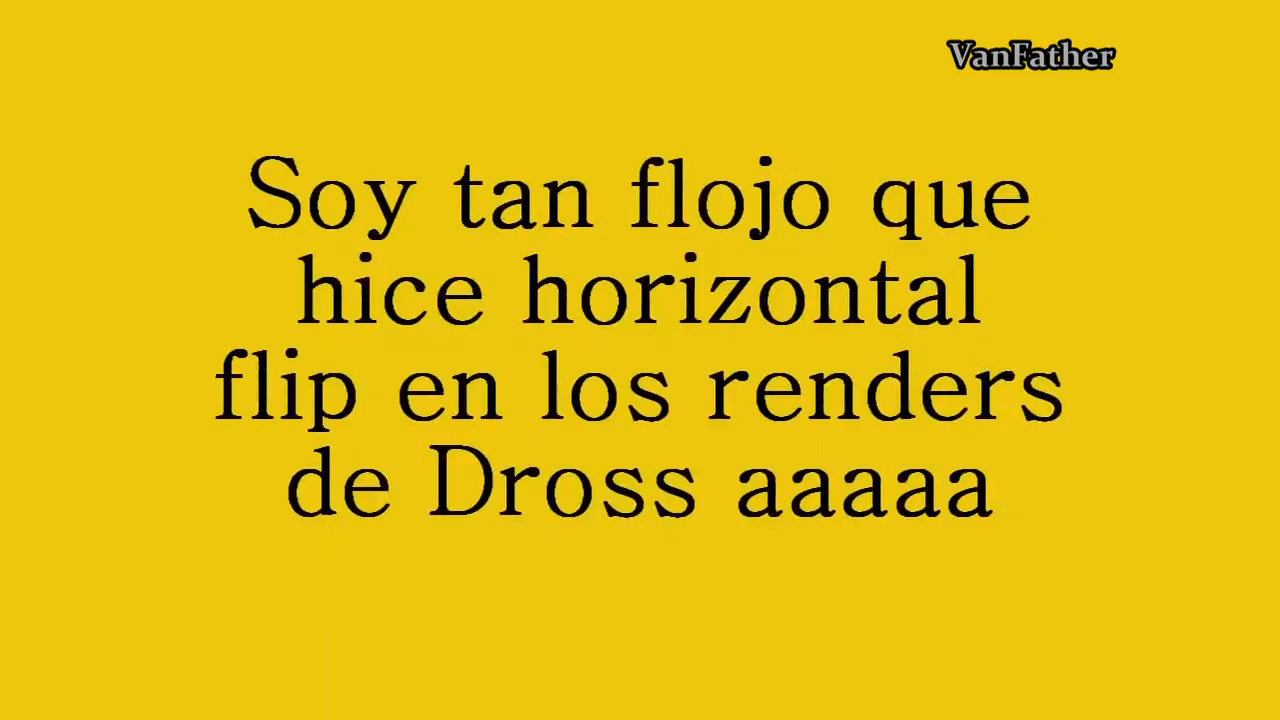 VanFather
Soy tan flojo que
hice horizontal
flip en los renders
de Dross aaaaa